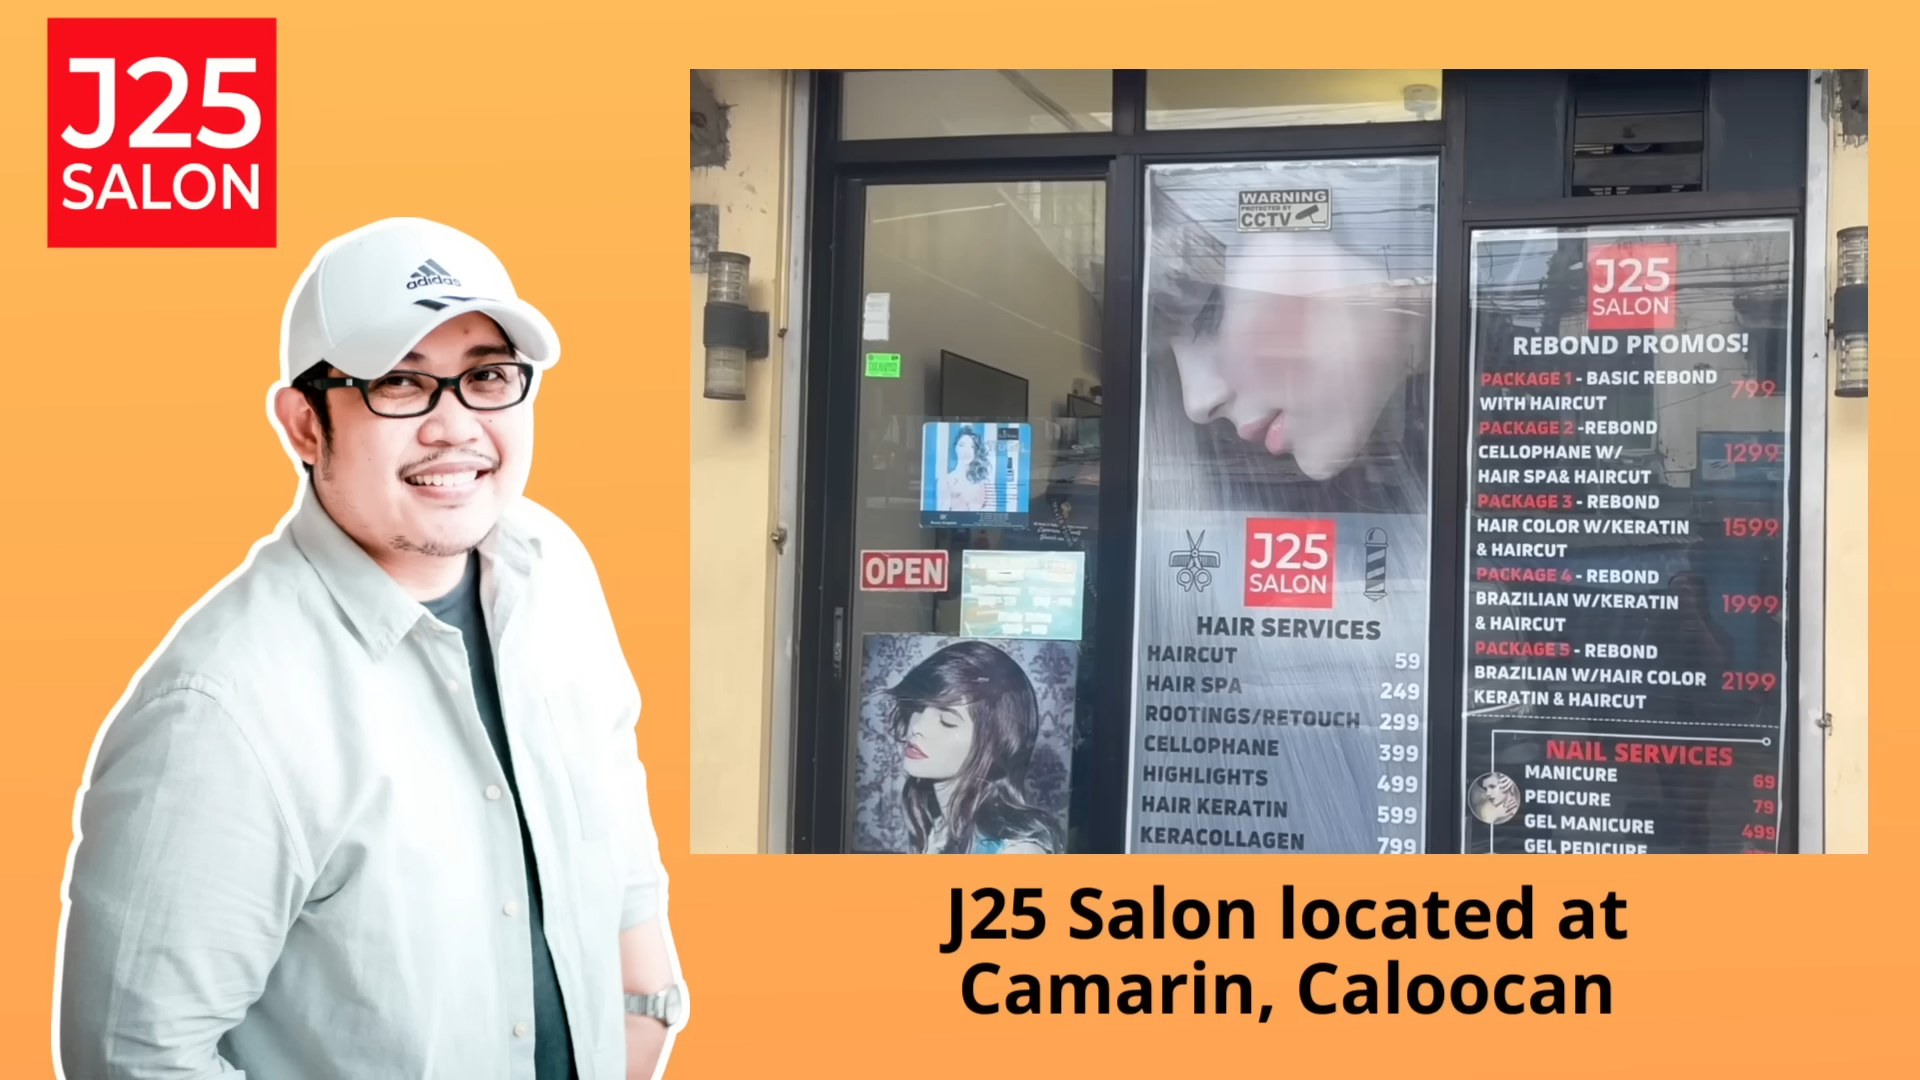 J25
SALON
adidas
WARNING
PROTECTED BY
CCTV
OPEN
J25
SALON
HAIR SERVICES
HAIRCUT 59
HAIR SPA 249
ROOTINGS/RETOUCH 299
CELLOPHANE 399
HIGHLIGHTS 499
HAIR KERATIN 599
KERACOLLAGEN 799
J25
SALON
REBOND PROMOS!
PACKAGE 1 - BASIC REBOND
WITH HAIRCUT 799
PACKAGE 2 -REBOND
CELLOPHANE W/ 1299
HAIR SPA& HAIRCUT
PACKAGE 3 - REBOND
HAIR COLOR W/KERATIN 1599
& HAIRCUT
PACKAGE 4 - REBOND
BRAZILIAN W/KERATIN 1999
& HAIRCUT
PACKAGE 5 - REBOND
BRAZILIAN W/HAIR COLOR 2199
KERATIN & HAIRCUT
NAIL SERVICES
MANICURE 69
PEDICURE 79
GEL MANICURE 499
GEL PEDICURE
J25 Salon located at
Camarin, Caloocan